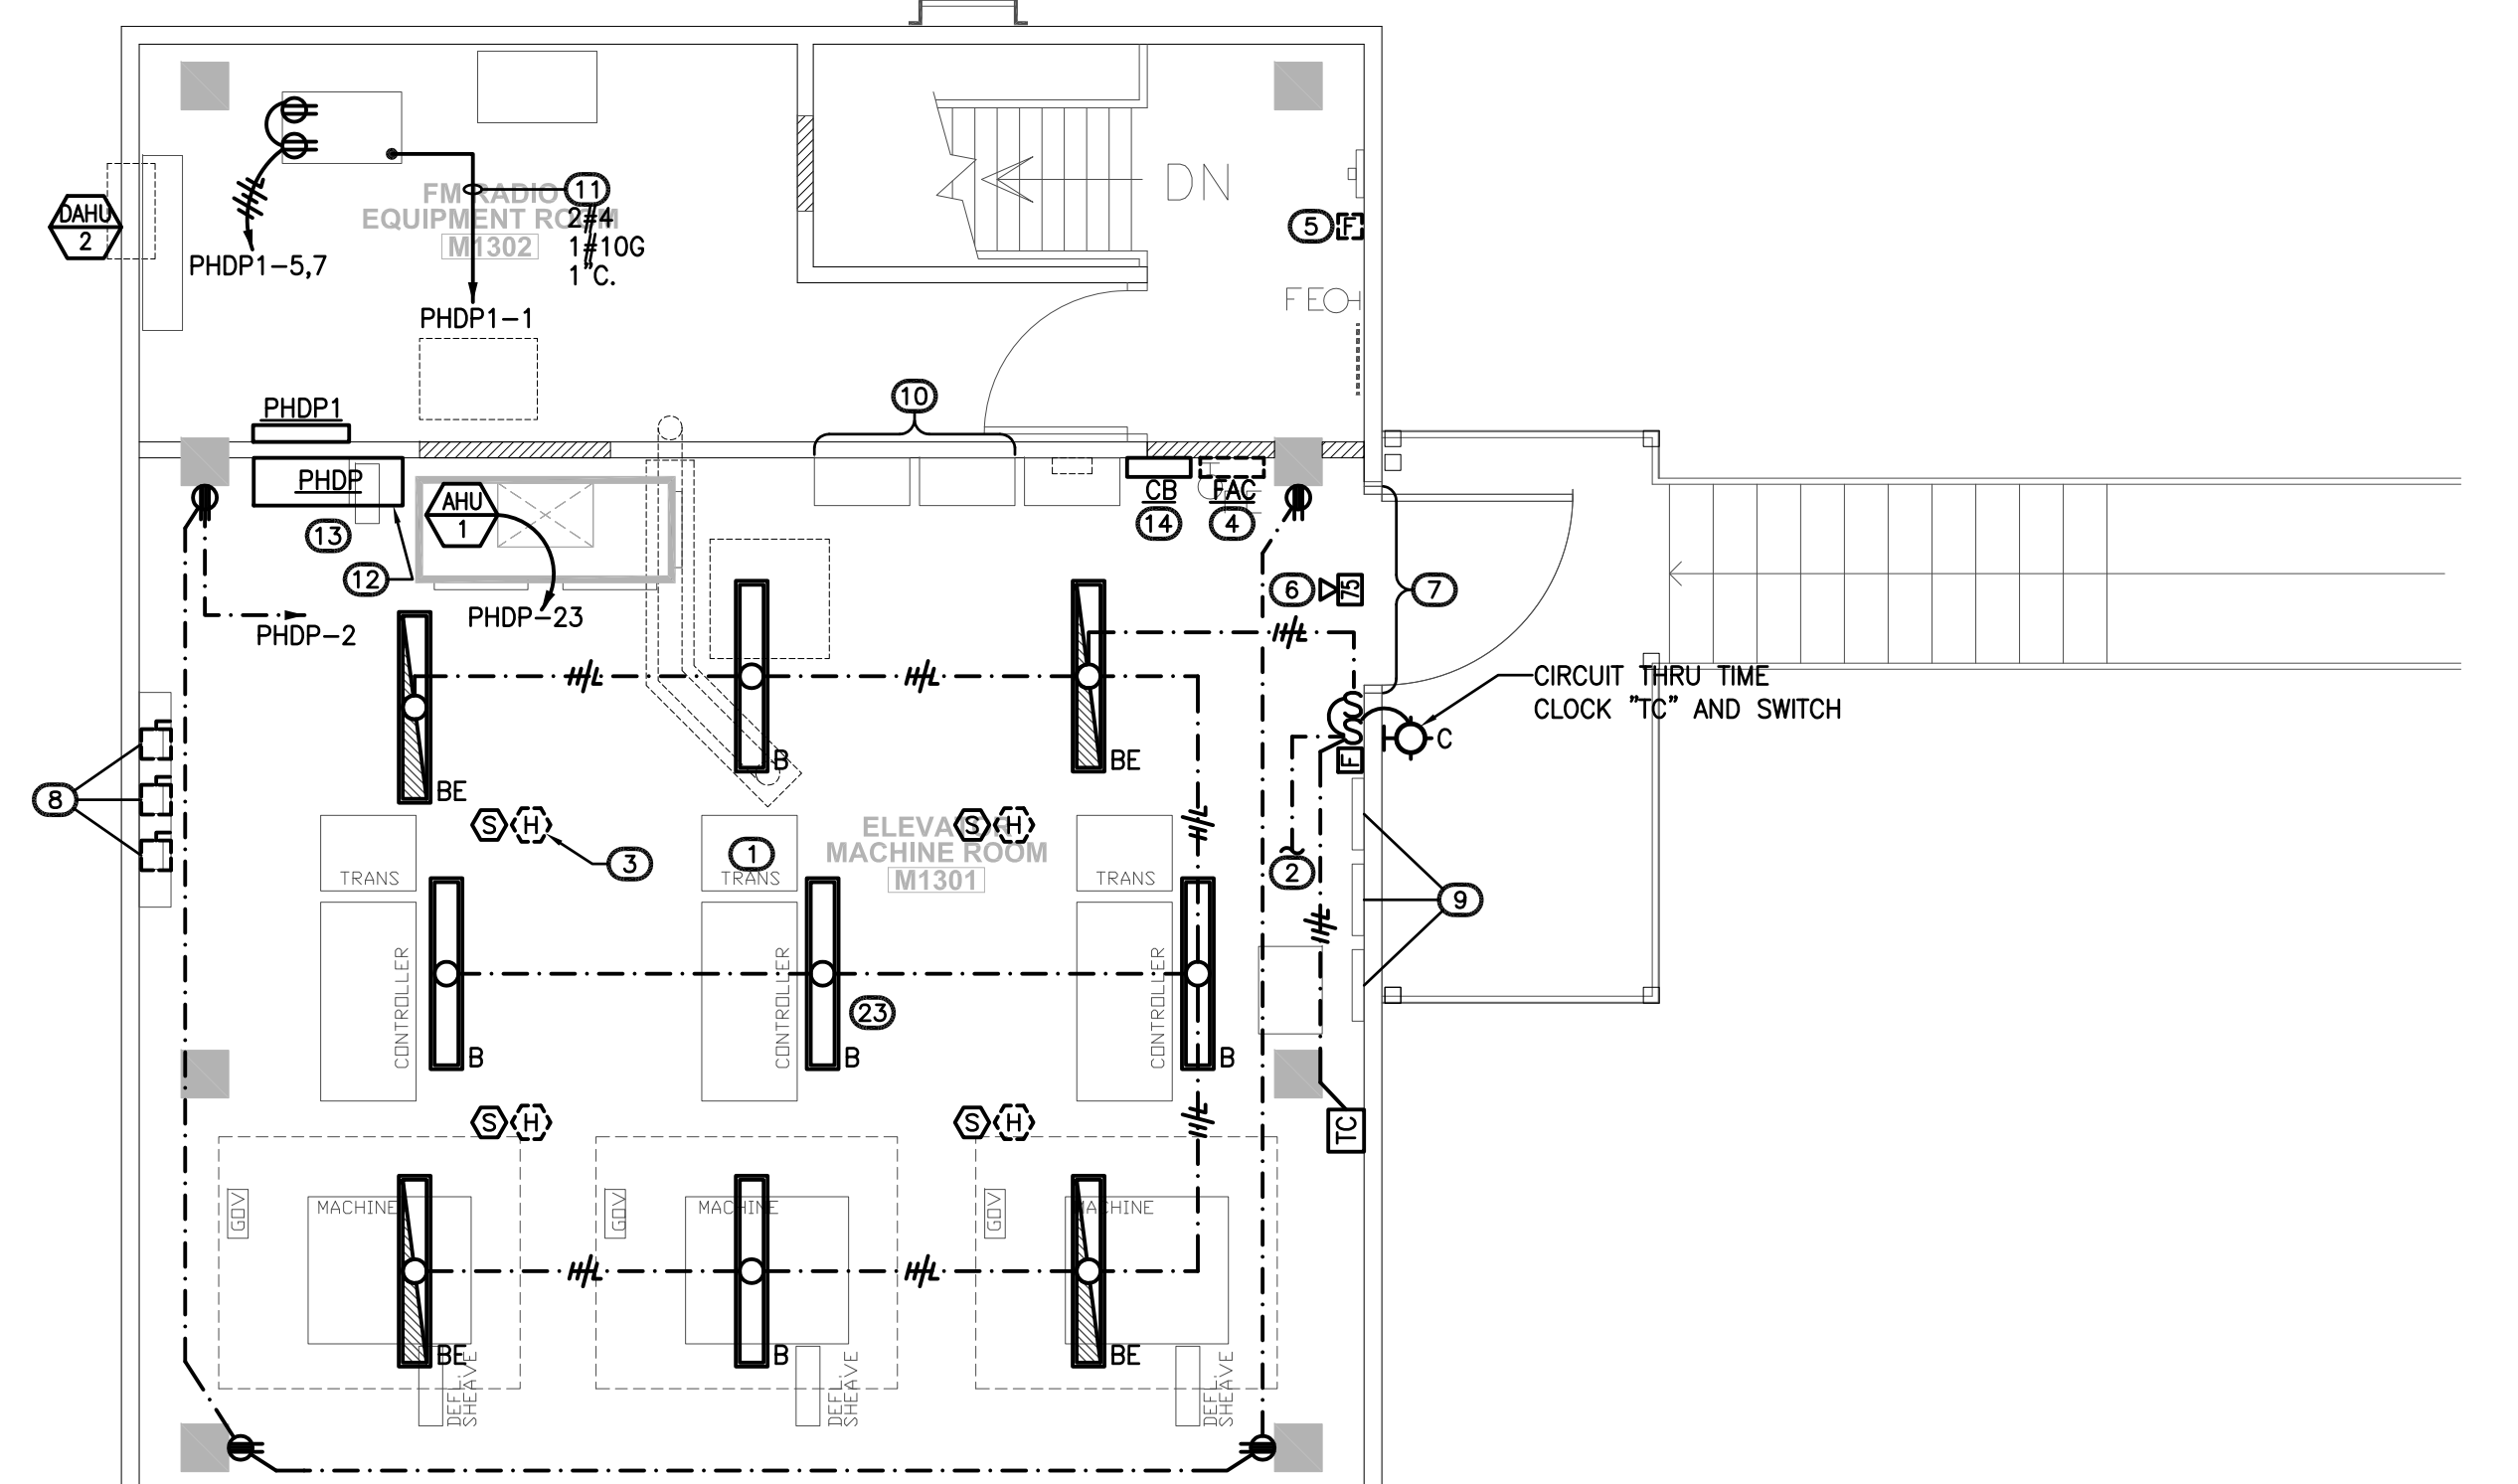 DN
FM RADIO
EQUIPMENT ROOM
M1302
11
2#4
1#10G
1"C.
DAHU
2
PHDP1-5,7
PHDP1-1
5
F
FE
PHDP1
10
PHDP
AHU
1
CB
FAC
14
4
13
12
PHDP-23
PHDP-2
6
75
7
CIRCUIT THRU TIME
CLOCK "TC" AND SWITCH
S
S
C
F
B
BE
BE
8
S
H
3
1
S
H
ELEVATOR
MACHINE ROOM
M1301
2
TRANS
TRANS
TRANS
9
CONTROLLER
CONTROLLER
CONTROLLER
23
B
B
B
S
H
S
H
TC
GOV
GOV
GOV
MACHINE
MACHINE
MACHINE
BE
B
BE
DEFL.
SHEAVE
DEFL.
SHEAVE
DEFL.
SHEAVE